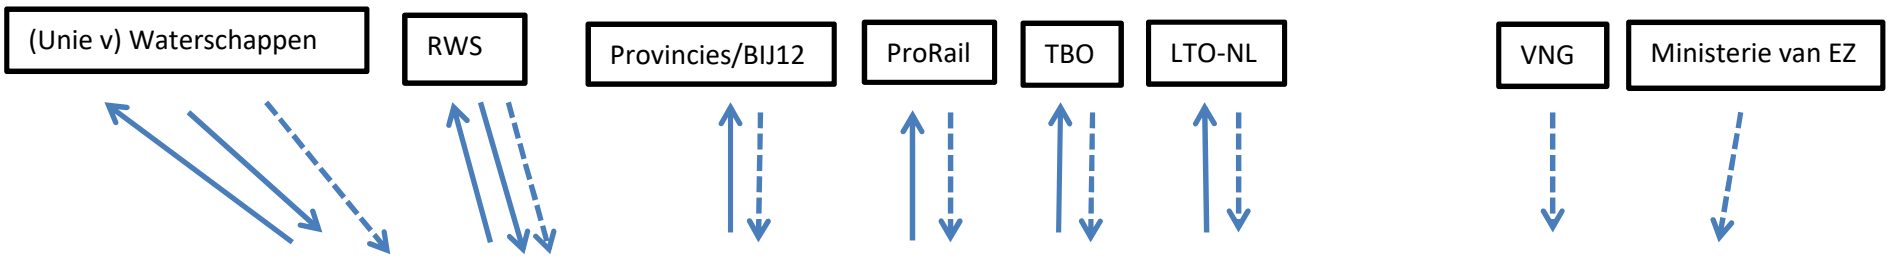 (Unie v) Waterschappen
RWS
Provincies/BIJ12
ProRail
TBO
LTO-NL
VNG
Ministerie van EZ